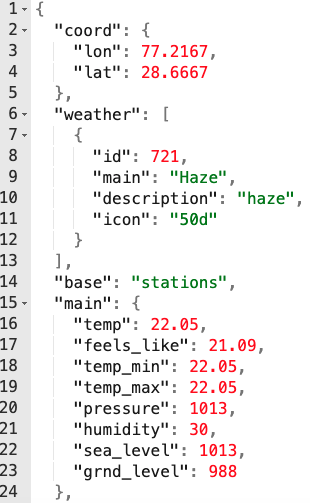 1 {
2 "coord": {
3 "lon": 77.2167,
4 "lat": 28.6667
5 },
6 "weather": [
7 {
8 "id": 721,
9 "main": "Haze",
10 "description": "haze",
11 "icon": "50d"
12 }
13 ],
14 "base": "stations",
15 "main": {
16 "temp": 22.05,
17 "feels_like": 21.09,
18 "temp_min": 22.05,
19 "temp_max": 22.05,
20 "pressure": 1013,
21 "humidity": 30,
22 "sea_level": 1013,
23 "grnd_level": 988
24 },